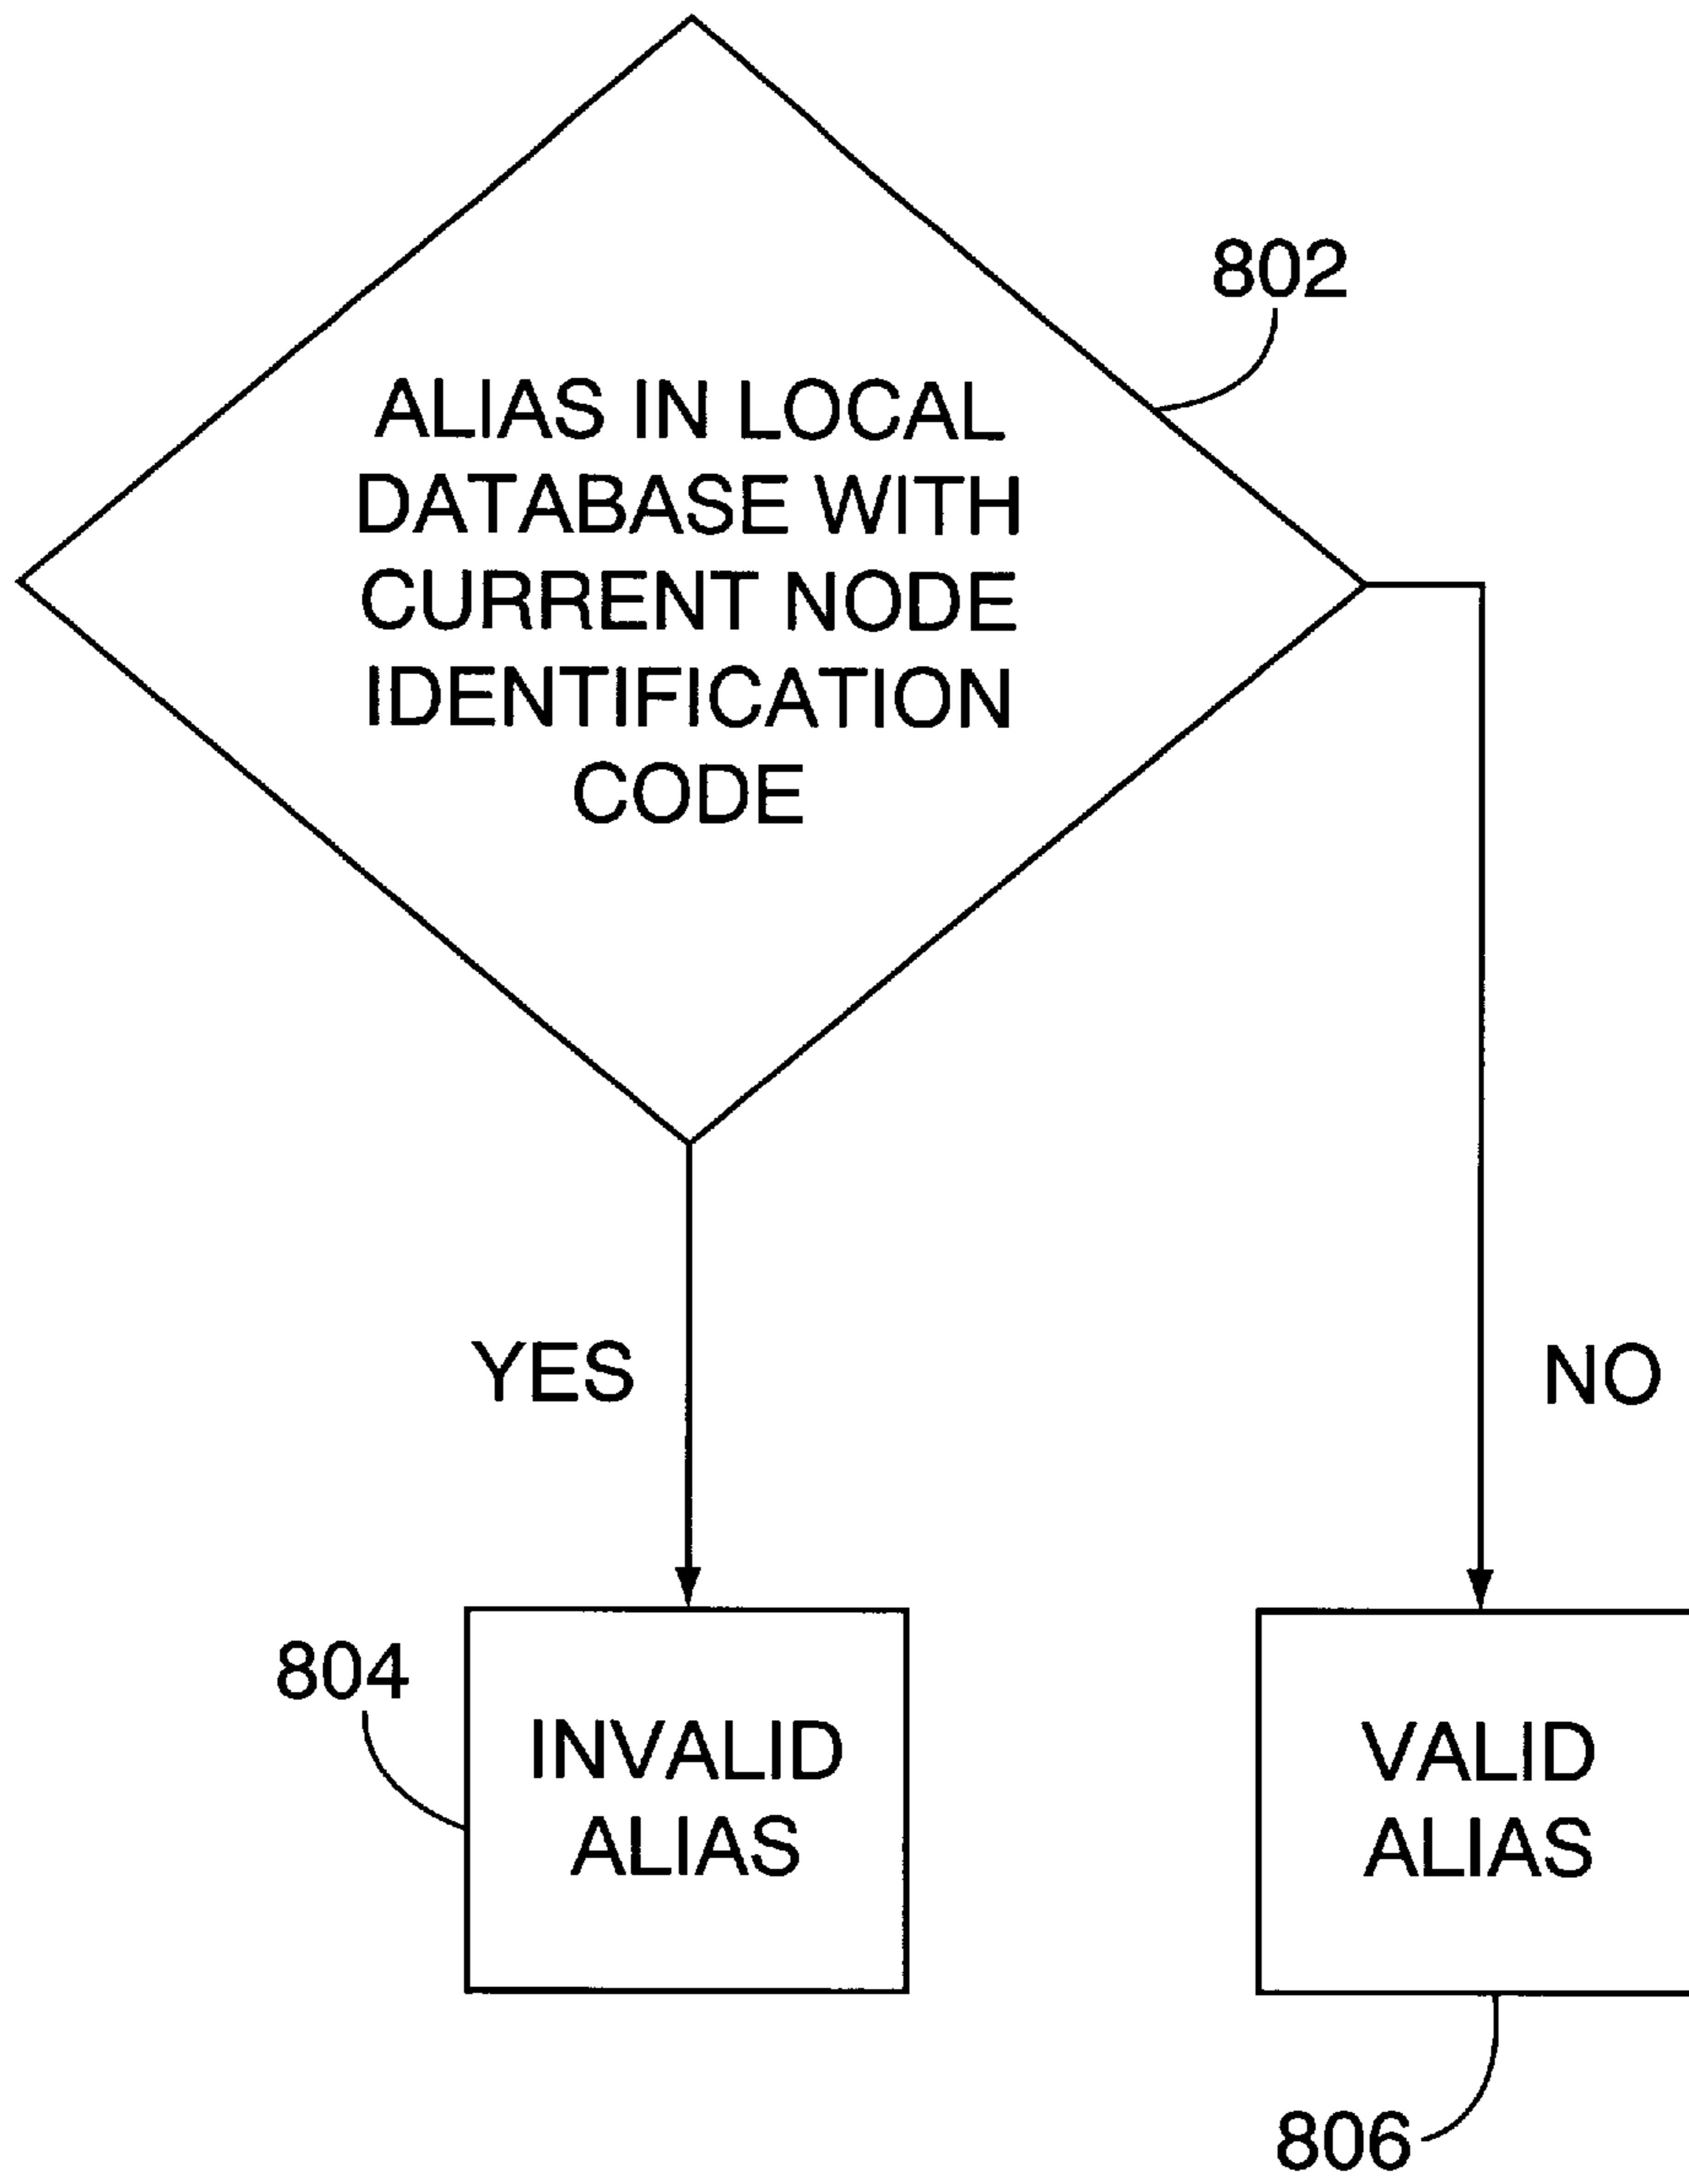 802
ALIAS IN LOCAL
DATABASE WITH
CURRENT NODE
IDENTIFICATION
CODE
YES
NO
804
INVALID
ALIAS
VALID
ALIAS
806